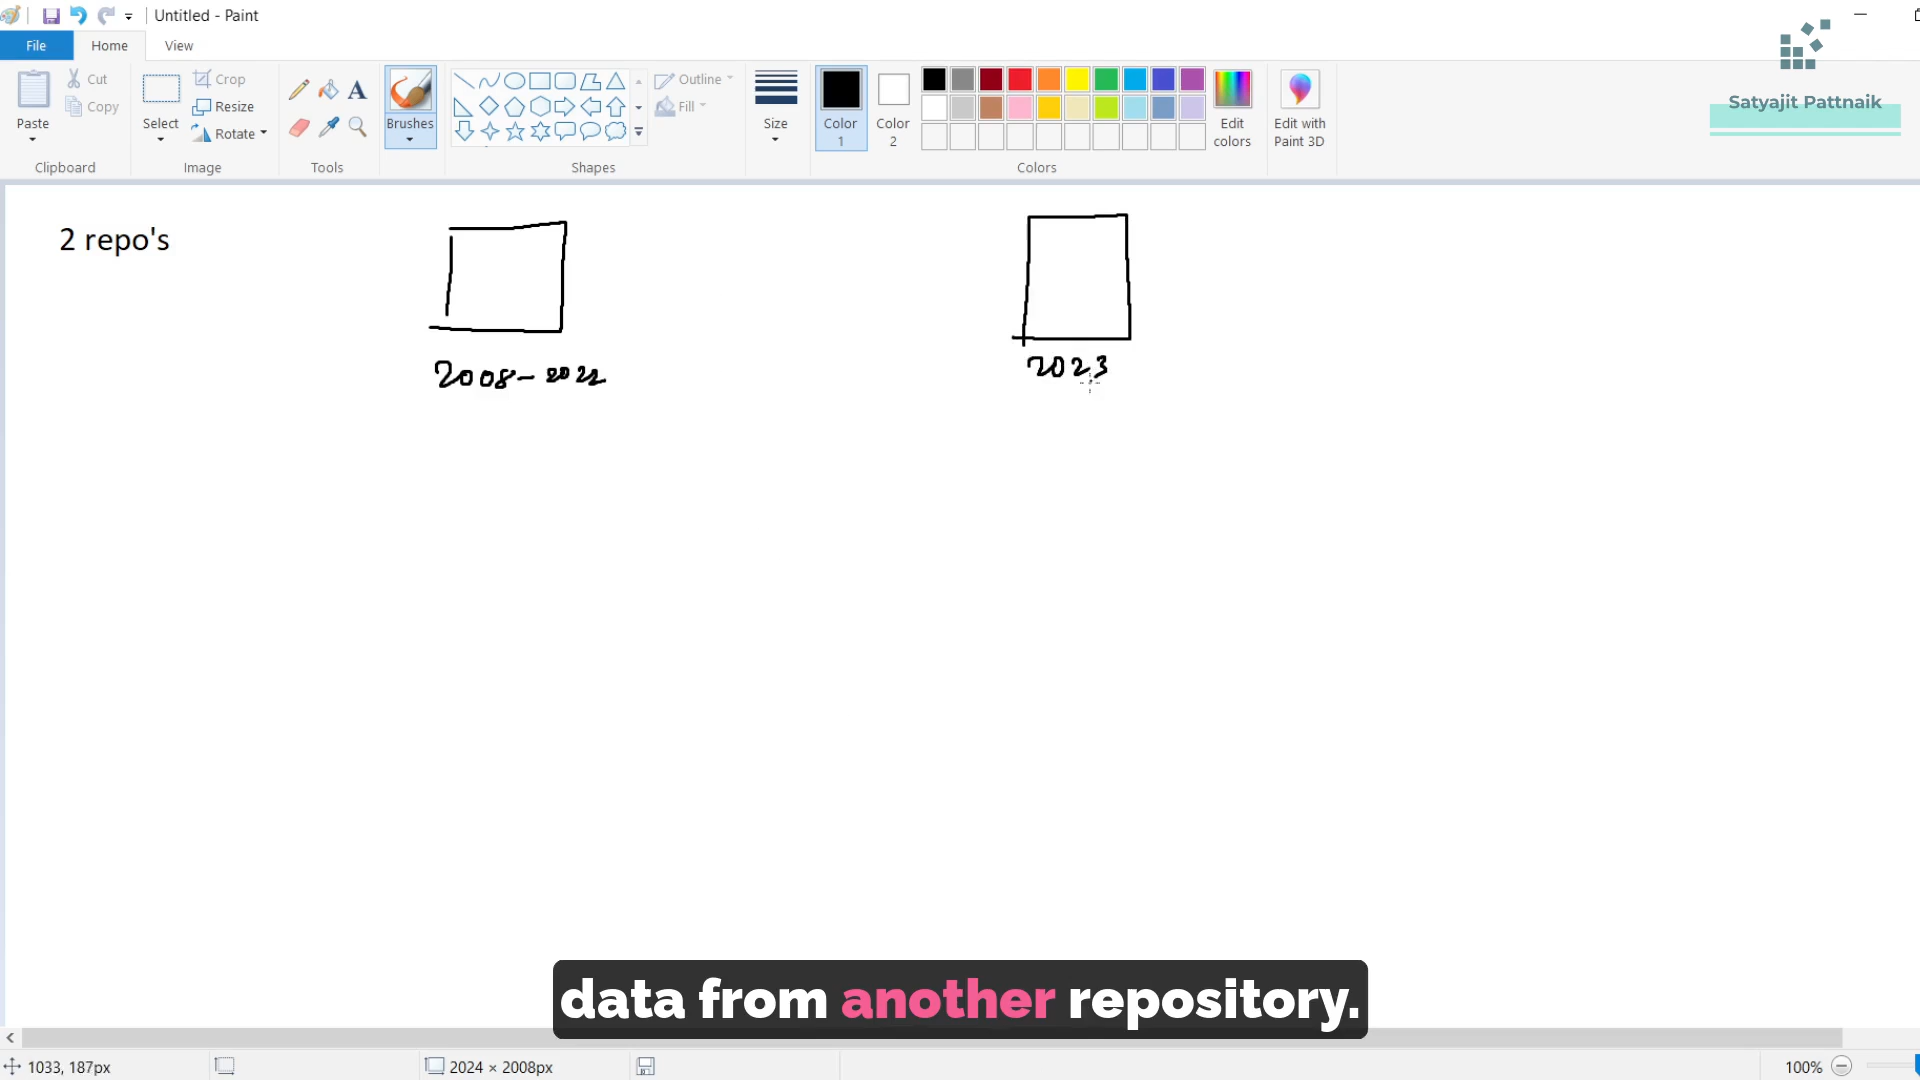 Untitled - Paint
File Home View
Paste
Cut
Copy
Clipboard
Select
Crop
Resize
Rotate
Image
Tools
Brushes
Shapes
Outline
Fill
Size
Color 1
Color 2
Colors
Edit colors
Edit with Paint 3D
Satyajit Pattnaik
2 repo's
2008-2022
2023
data from another repository.
1033, 187px
2024 × 2008px
100%